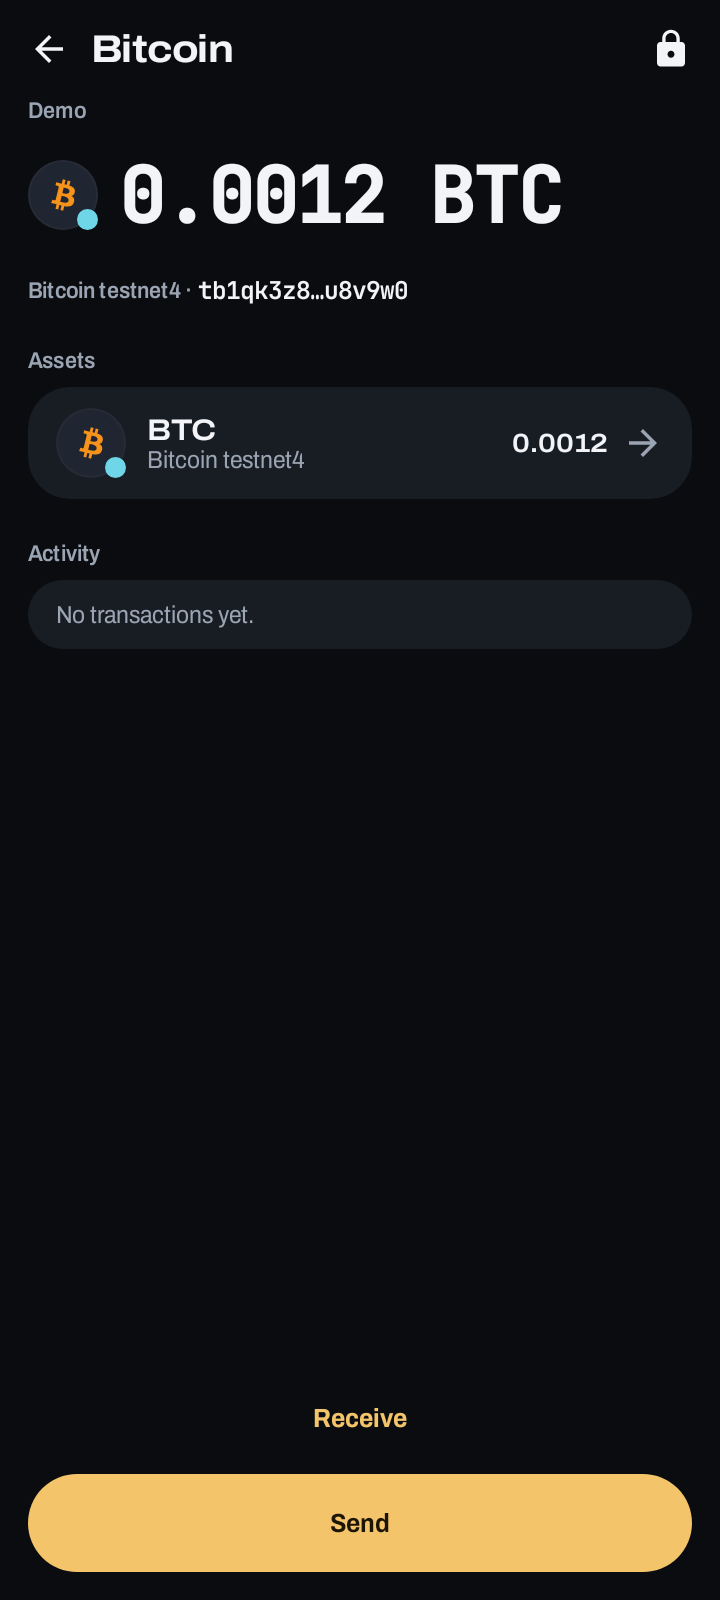 Bitcoin
Demo
0.0012 BTC
Bitcoin testnet4 · tb1qk3z8…u8v9w0
Assets
BTC
Bitcoin testnet4
0.0012
Activity
No transactions yet.
Receive
Send